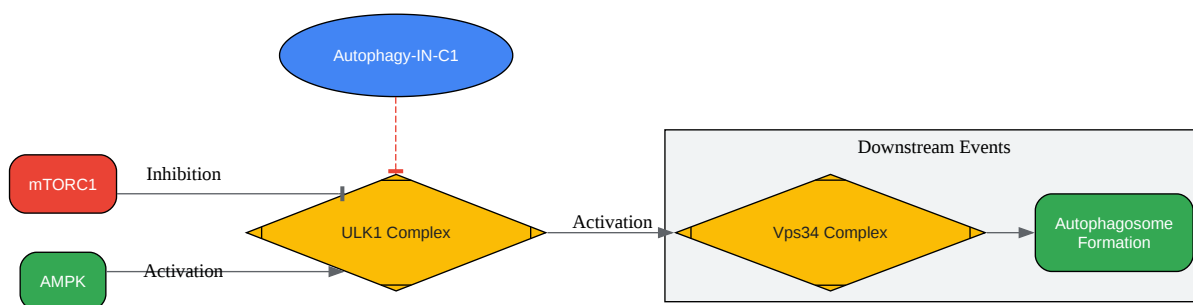 Autophagy-IN-C1
Downstream Events
mTORC1
Inhibition
ULK1 Complex
Activation
Vps34 Complex
Autophagosome
Formation
AMPK
Activation